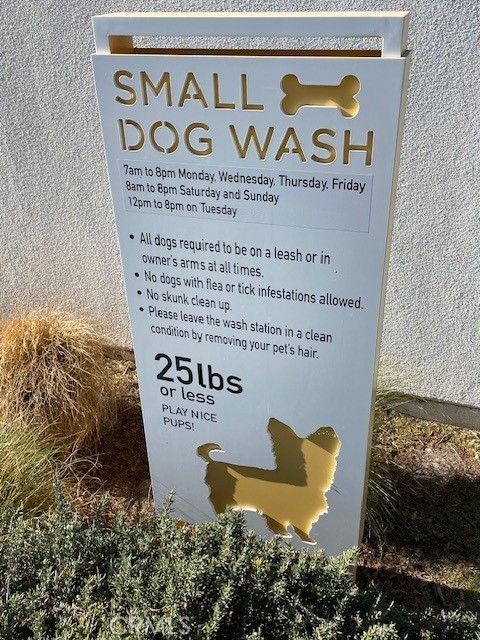 SMALL
DOG WASH
7am to 8pm Monday, Wednesday, Thursday, Friday
8am to 8pm Saturday and Sunday
12pm to 8pm on Tuesday
• All dogs required to be on a leash or in
owner's arms at all times.
• No dogs with flea or tick infestations allowed.
• No skunk clean up.
• Please leave the wash station in a clean
condition by removing your pet's hair.
25lbs
or less
PLAY NICE
PUPS!
CRMLS